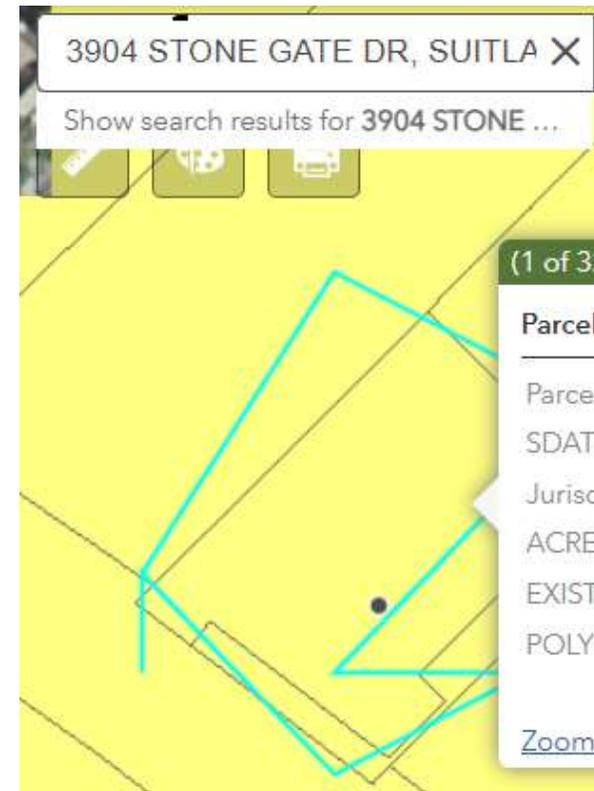 3904 STONE GATE DR, SUITLA
Show search results for 3904 STONE ...
(1 of 3
Parcel
Parce
SDAT
Jurisd
ACRE
EXIST
POLY
Zoom